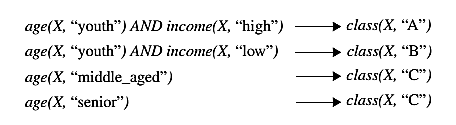 age(X, “youth”) AND income(X, “high”) ⟶ class(X, “A”)
age(X, “youth”) AND income(X, “low”) ⟶ class(X, “B”)
age(X, “middle_aged”) ⟶ class(X, “C”)
age(X, “senior”) ⟶ class(X, “C”)